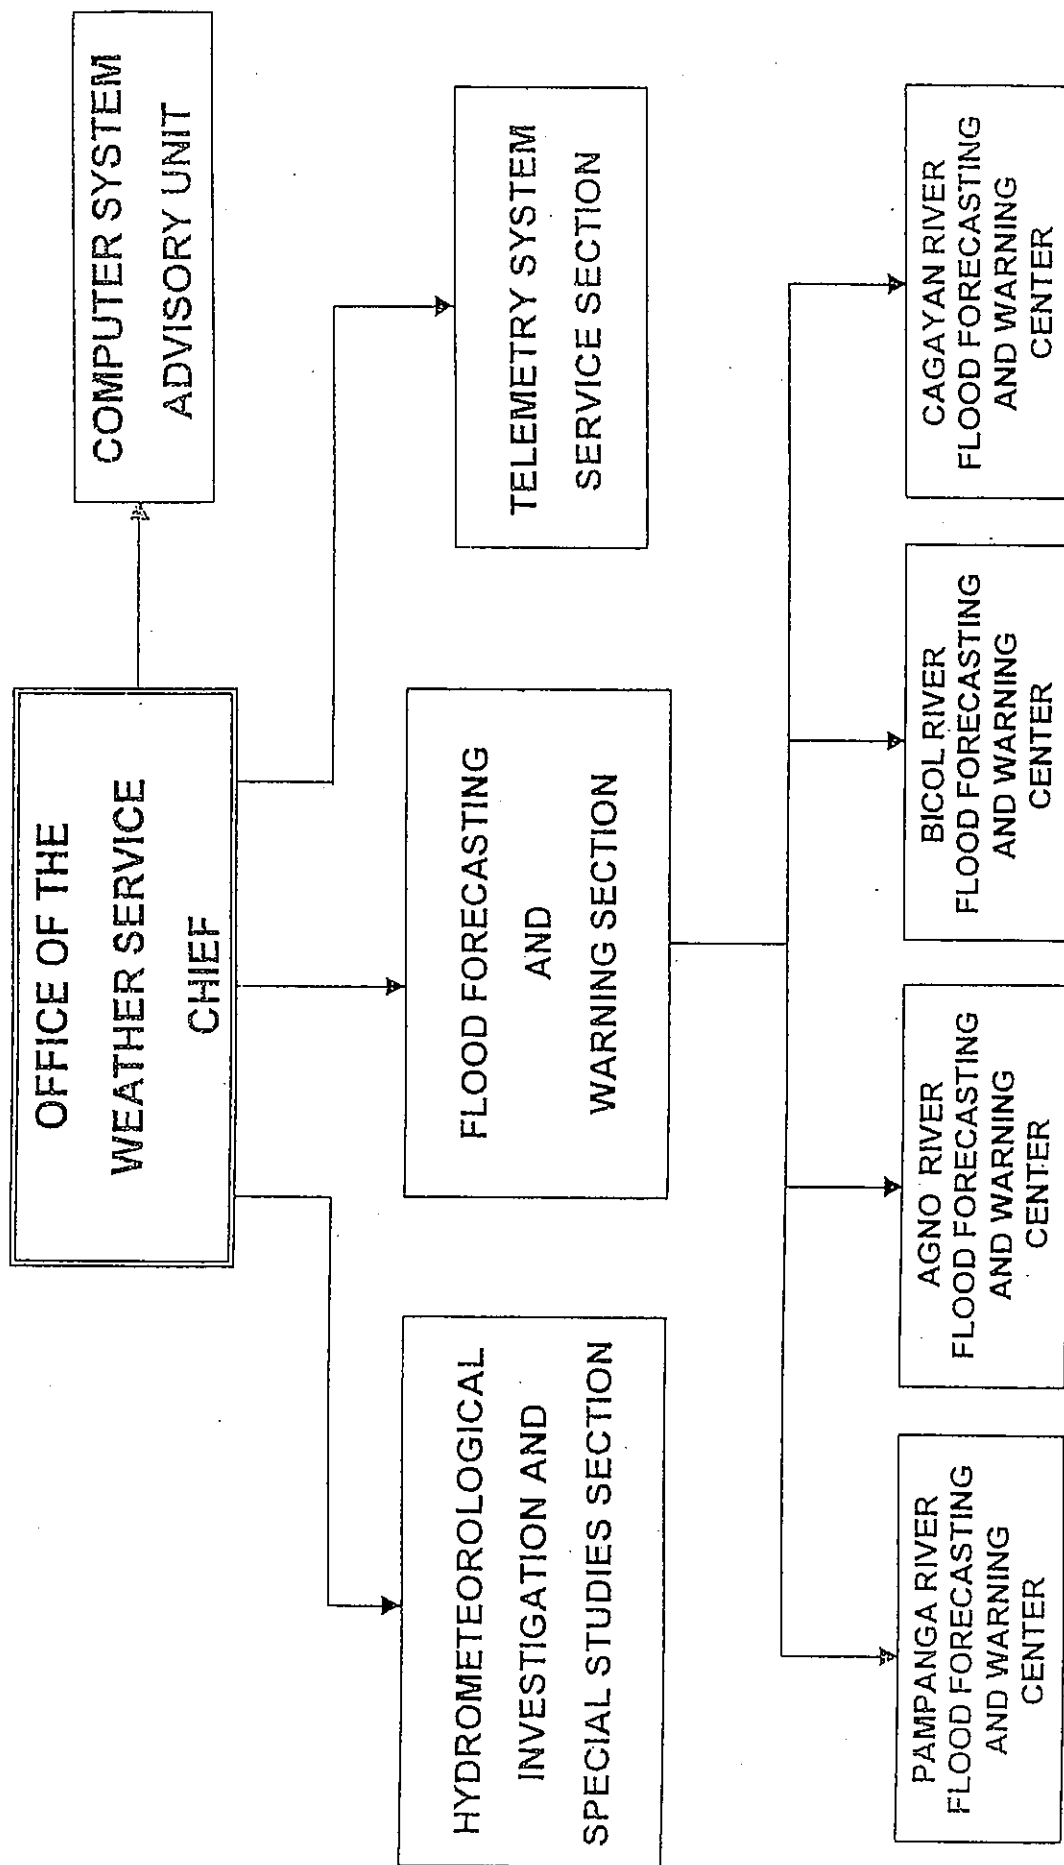 OFFICE OF THE
WEATHER SERVICE
CHIEF
COMPUTER SYSTEM
ADVISORY UNIT
HYDROMETEOROLOGICAL
INVESTIGATION AND
SPECIAL STUDIES SECTION
FLOOD FORECASTING
AND
WARNING SECTION
TELEMETRY SYSTEM
SERVICE SECTION
PAMPANGA RIVER
FLOOD FORECASTING
AND WARNING
CENTER
AGNO RIVER
FLOOD FORECASTING
AND WARNING
CENTER
BICOL RIVER
FLOOD FORECASTING
AND WARNING
CENTER
CAGAYAN RIVER
FLOOD FORECASTING
AND WARNING
CENTER